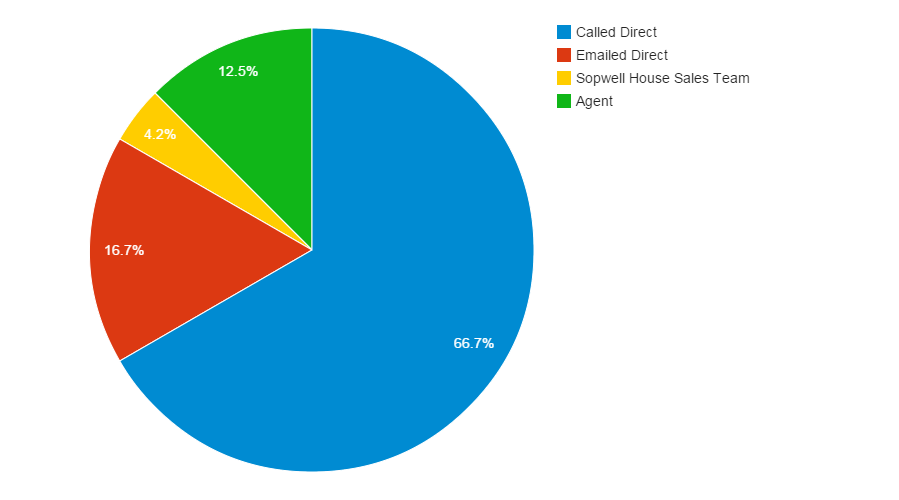 Called Direct
Emailed Direct
Sopwell House Sales Team
Agent
12.5%
4.2%
16.7%
66.7%